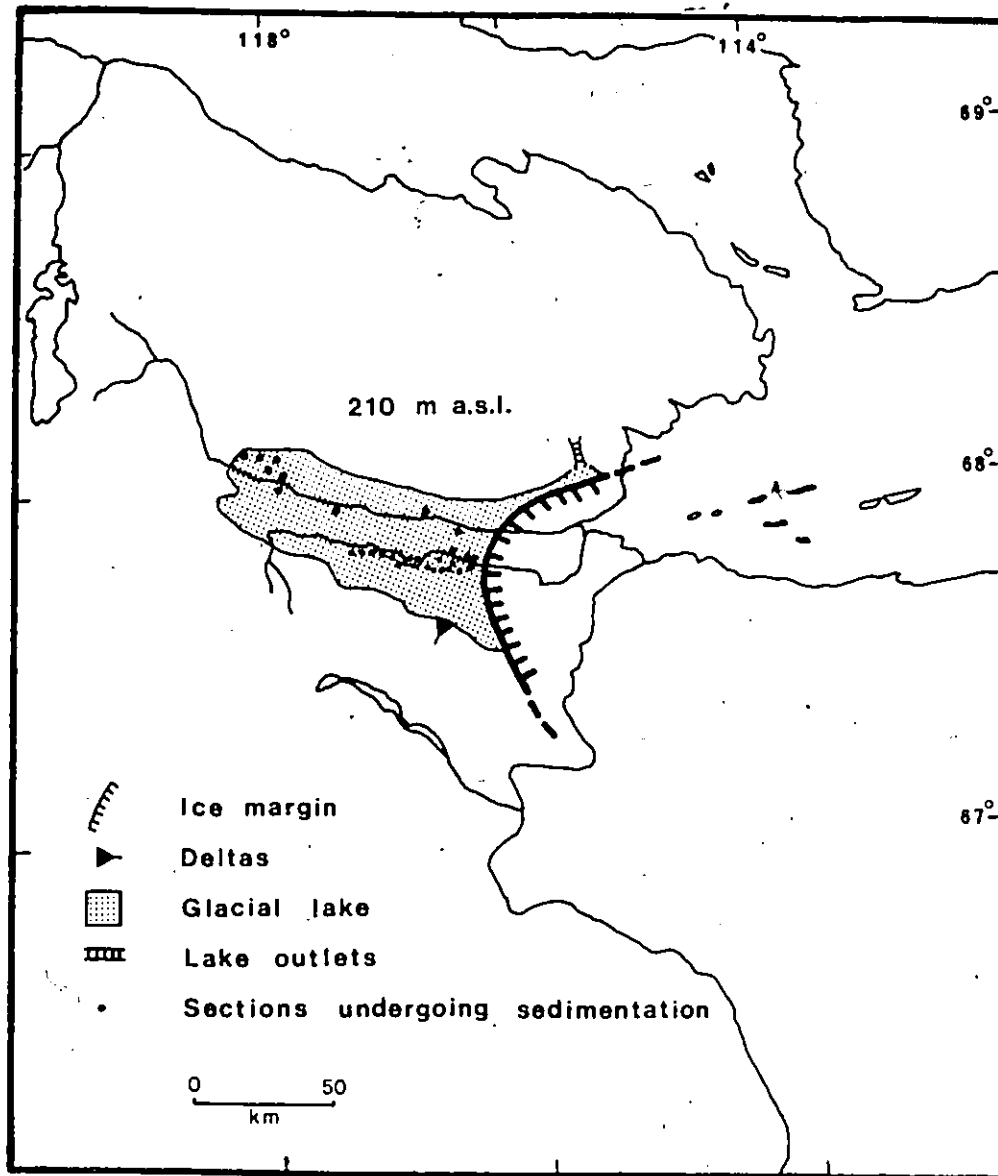 118°
114°
69°
210 m a.s.l.
68°
67°
Ice margin
Deltas
Glacial lake
Lake outlets
Sections undergoing sedimentation
0 50
km